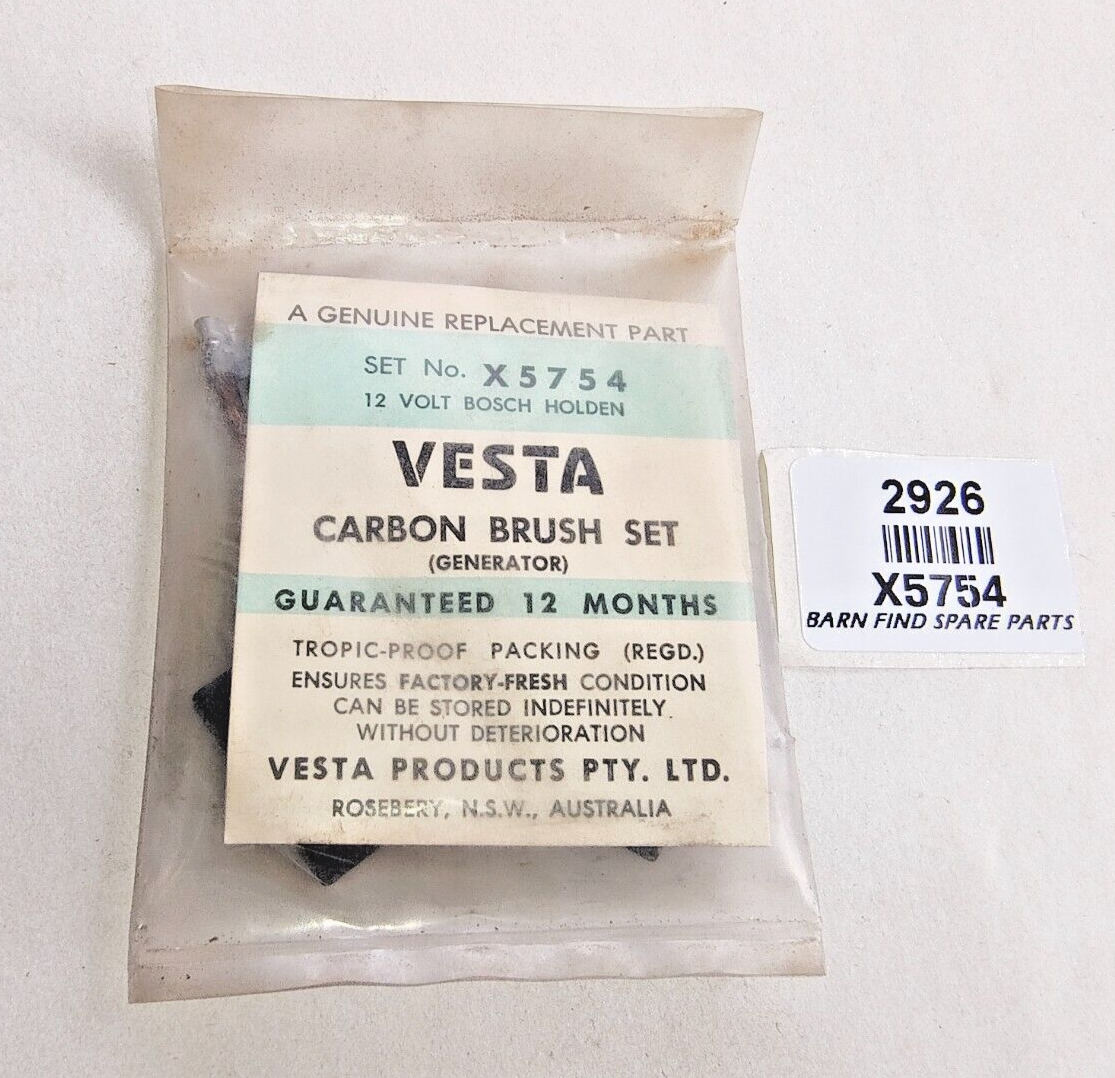 A GENUINE REPLACEMENT PART
SET No. X5754
12 VOLT BOSCH HOLDEN
VESTA
CARBON BRUSH SET
(GENERATOR)
GUARANTEED 12 MONTHS
TROPIC-PROOF PACKING (REGD.)
ENSURES FACTORY-FRESH CONDITION
CAN BE STORED INDEFINITELY
WITHOUT DETERIORATION
VESTA PRODUCTS PTY. LTD.
ROSEBERY, N.S.W., AUSTRALIA
2926
X5754
BARN FIND SPARE PARTS